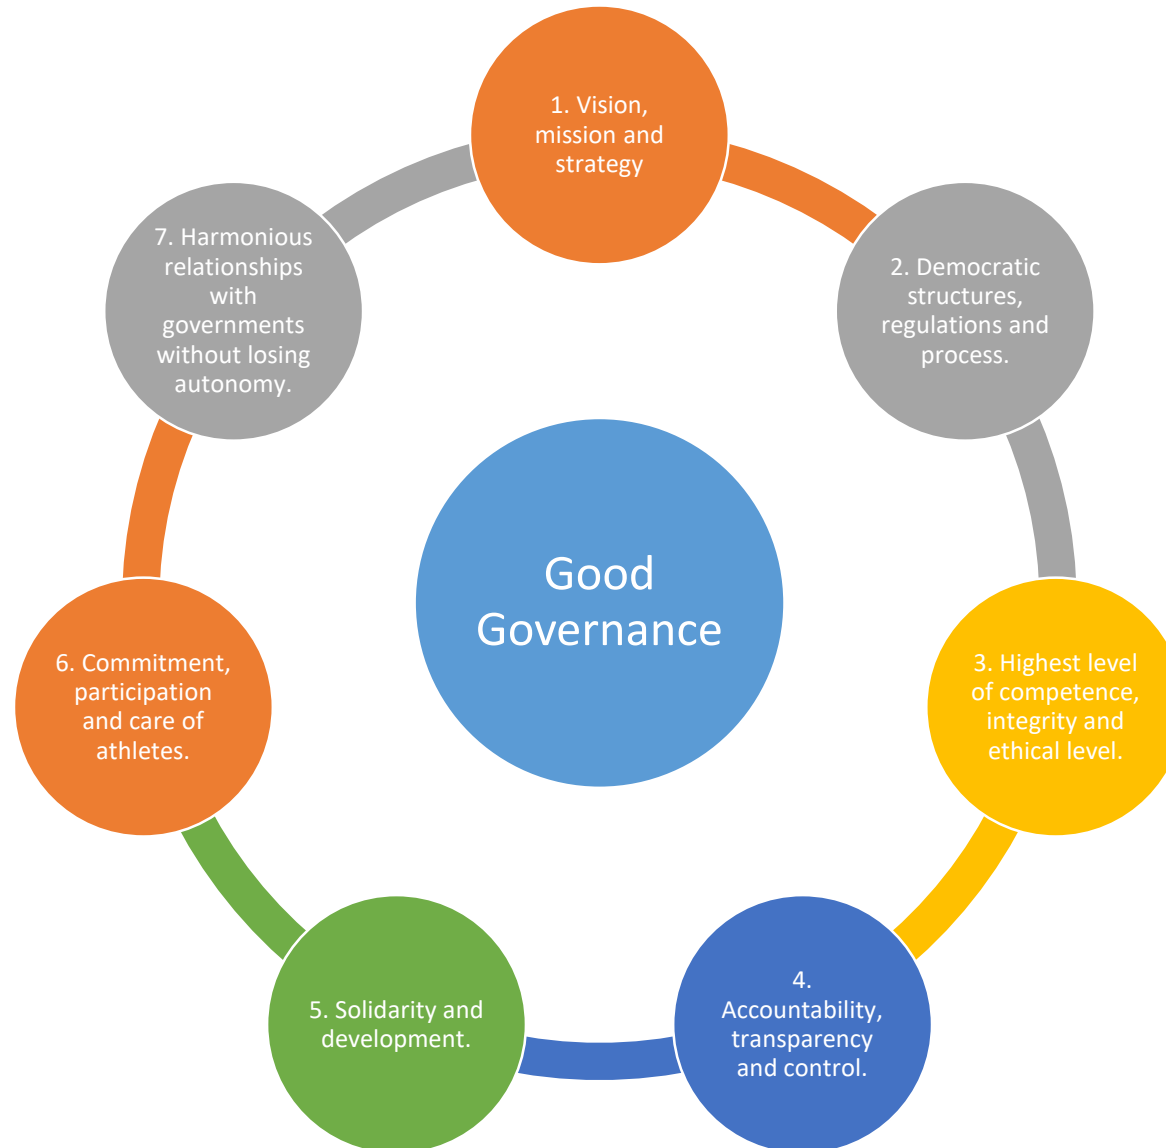 1. Vision,
mission and
strategy
2. Democratic
structures,
regulations and
process.
3. Highest level
of competence,
integrity and
ethical level.
4.
Accountability,
transparency
and control.
5. Solidarity and
development.
6. Commitment,
participation
and care of
athletes.
7. Harmonious
relationships
with
governments
without losing
autonomy.
Good
Governance